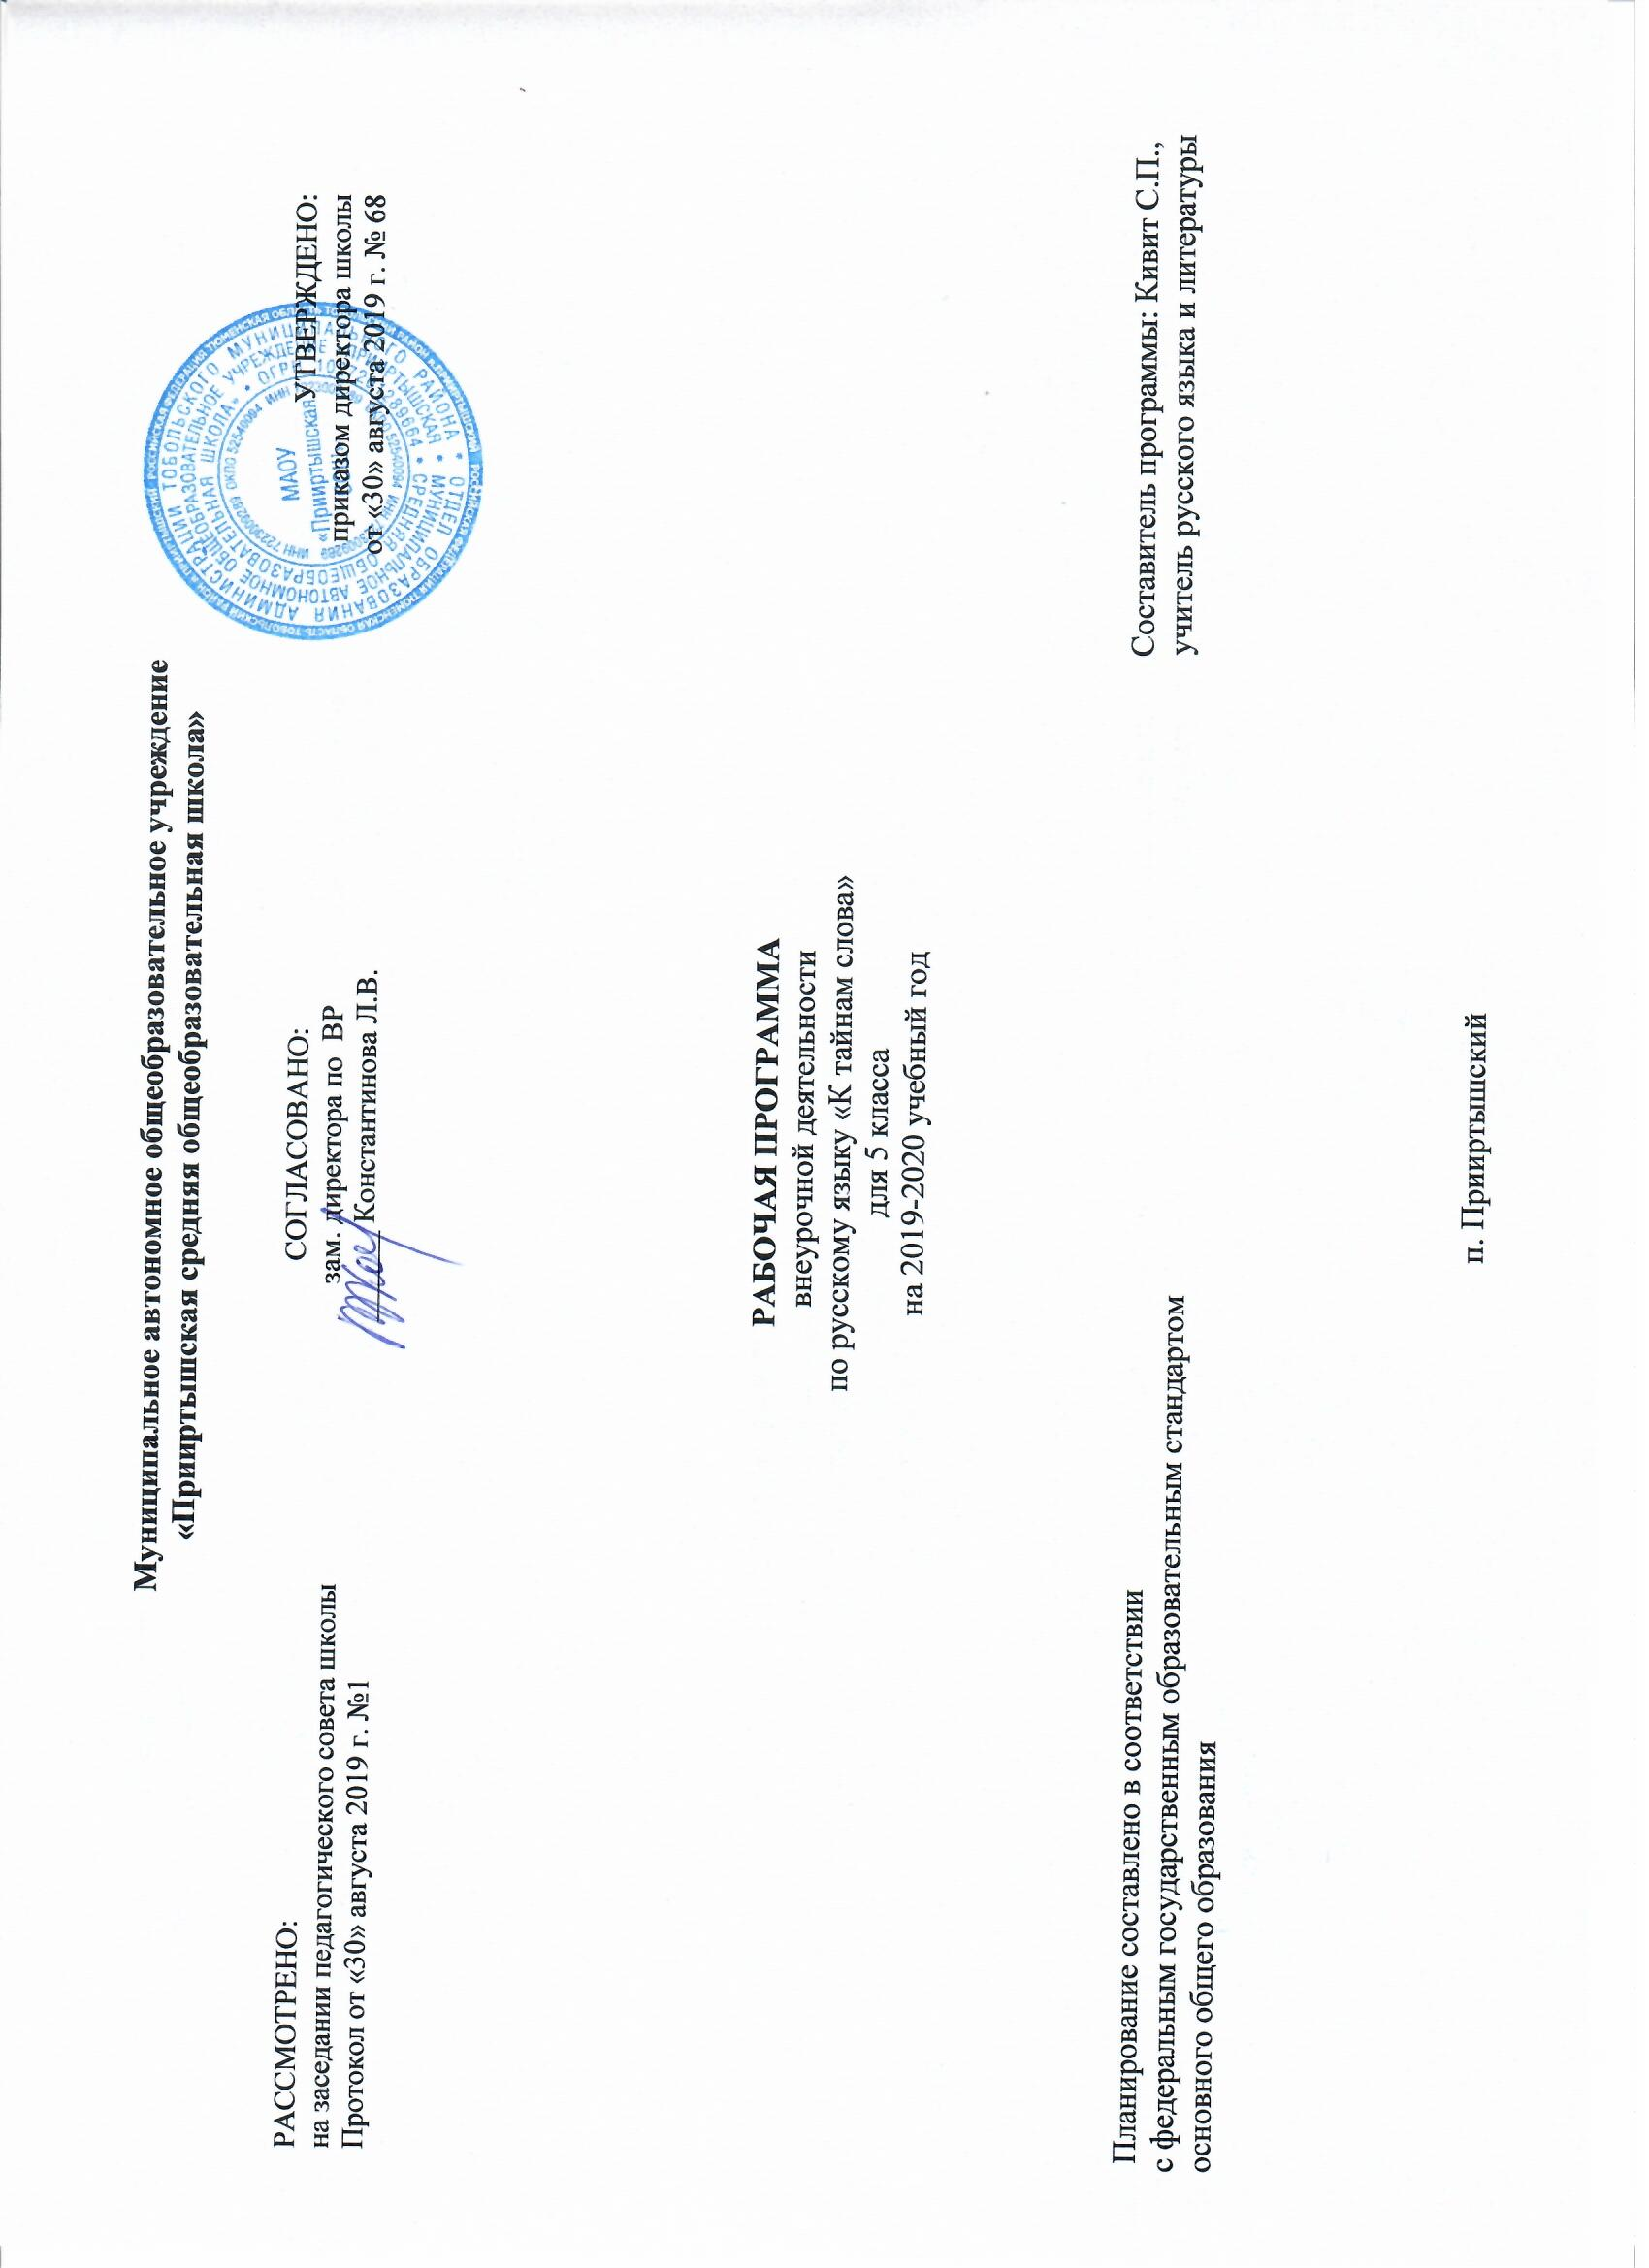 Муниципальное автономное общеобразовательное учреждение
«Прииртышская средняя общеобразовательная школа»
РАССМОТРЕНО:
на заседании педагогического совета школы
Протокол от «30» августа 2019 г. №1
СОГЛАСОВАНО:
зам. директора по ВР
Константинова Л.В.
УТВЕРЖДЕНО:
приказом директора школы
от «30» августа 2019 г. № 68
МАОУ
«Прииртышская
РАБОЧАЯ ПРОГРАММА
внеурочной деятельности
по русскому языку «К тайнам слова»
для 5 класса
на 2019-2020 учебный год
Планирование составлено в соответствии
с федеральным государственным образовательным стандартом
основного общего образования
Составитель программы: Кивит С.П.,
учитель русского языка и литературы
п. Прииртышский